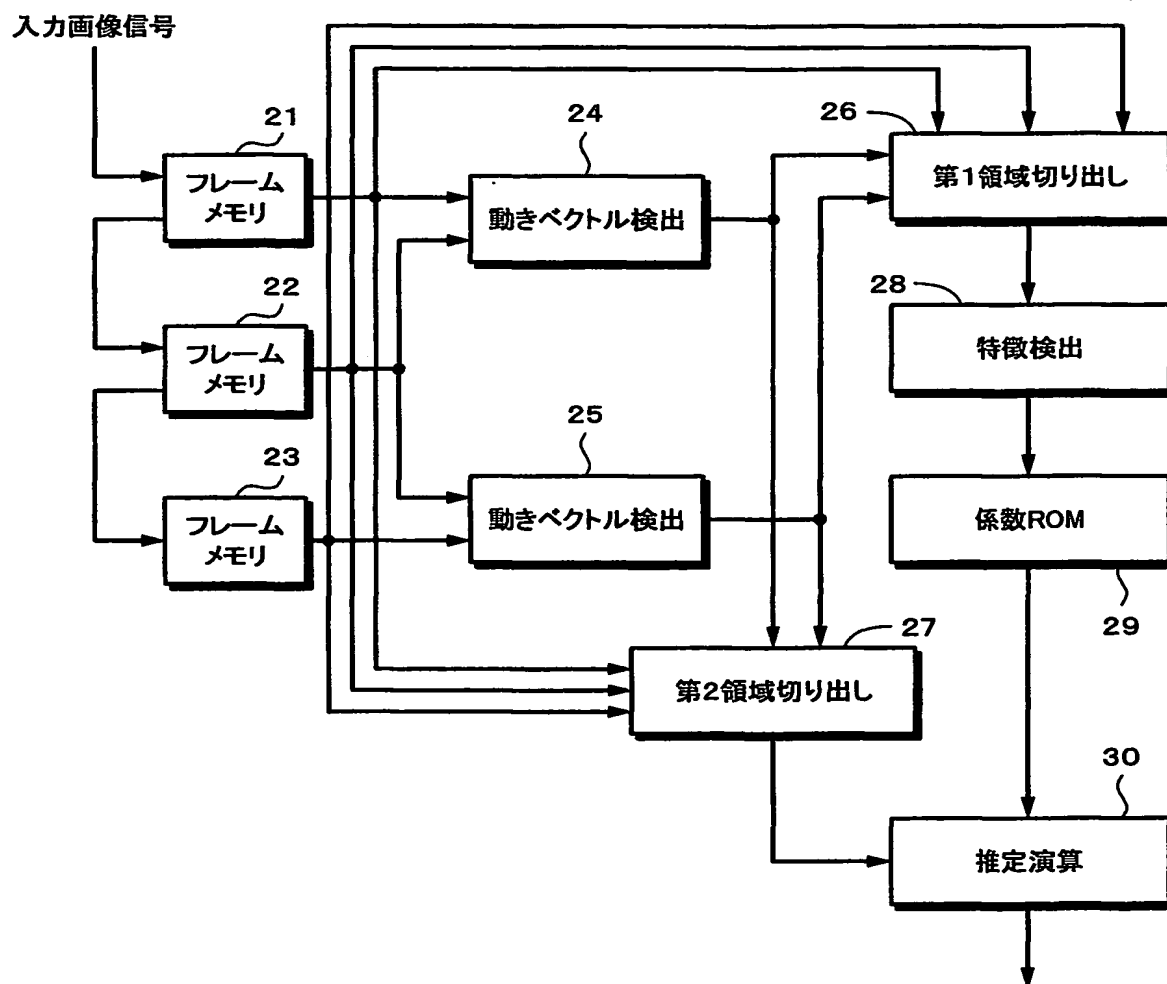 入力画像信号
21
フレーム
メモリ
22
フレーム
メモリ
23
フレーム
メモリ
24
動きベクトル検出
25
動きベクトル検出
26
第1領域切り出し
28
特徴検出
係数ROM
29
27
第2領域切り出し
30
推定演算